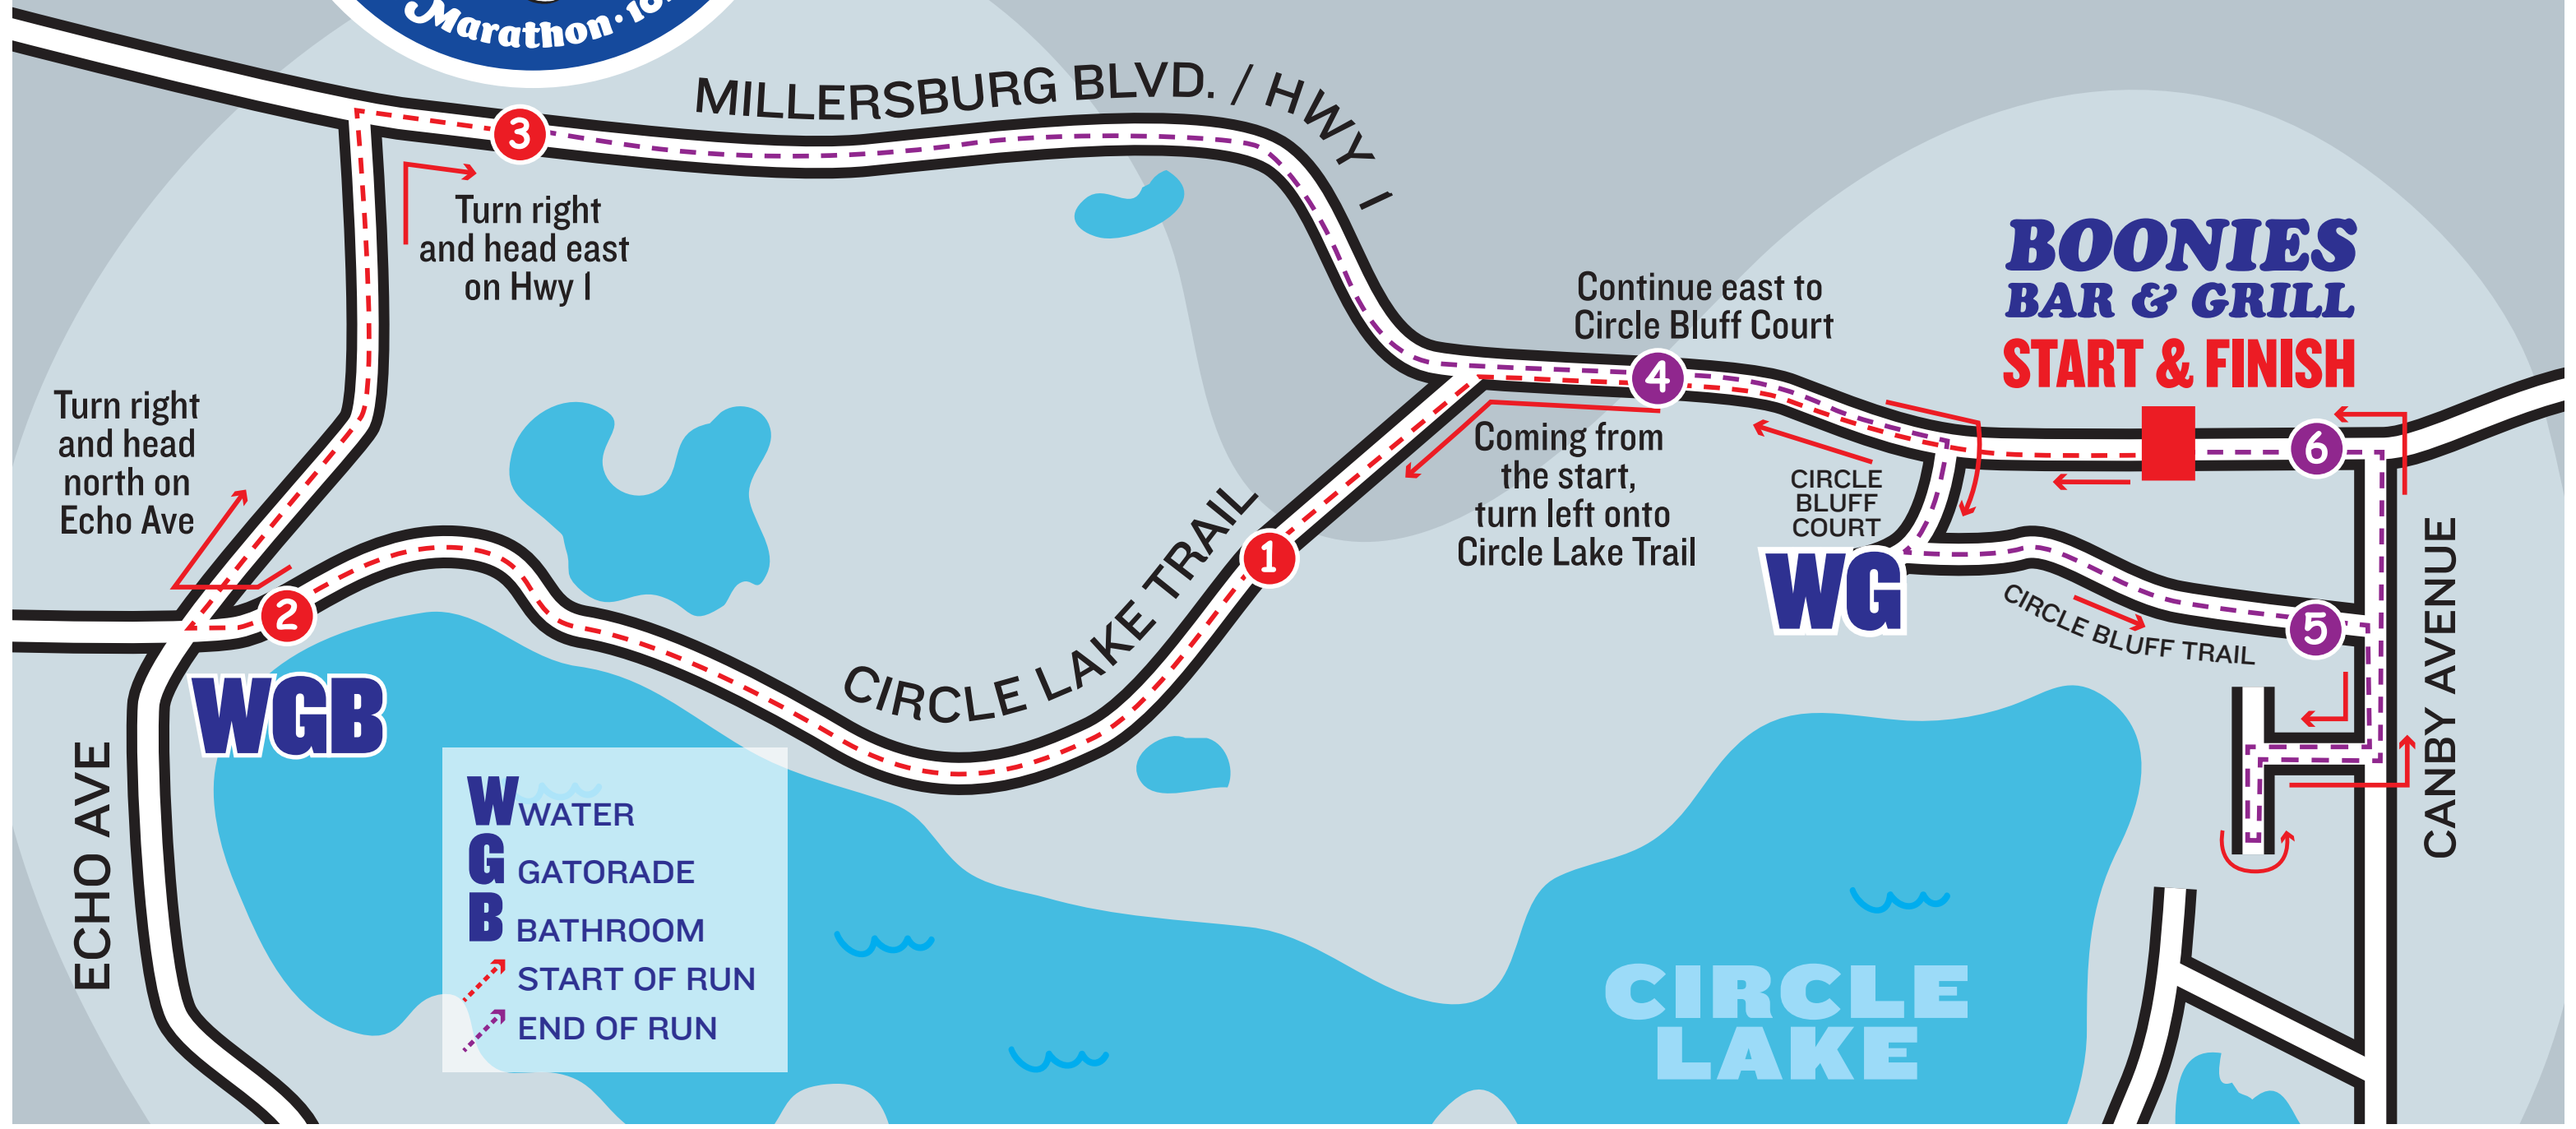 Marathon
MILLERSBURG BLVD. / HWY 1
3
Turn right
and head east
on Hwy 1
Continue east to
Circle Bluff Court
4
BOONIES
BAR & GRILL
START & FINISH
6
Turn right
and head
north on
Echo Ave
Coming from
the start,
turn left onto
Circle Lake Trail
CIRCLE
BLUFF
COURT
WG
1
2
WGB
CIRCLE LAKE TRAIL
CIRCLE BLUFF TRAIL
5
CANBY AVENUE
ECHO AVE
W WATER
G GATORADE
B BATHROOM
START OF RUN
END OF RUN
CIRCLE
LAKE